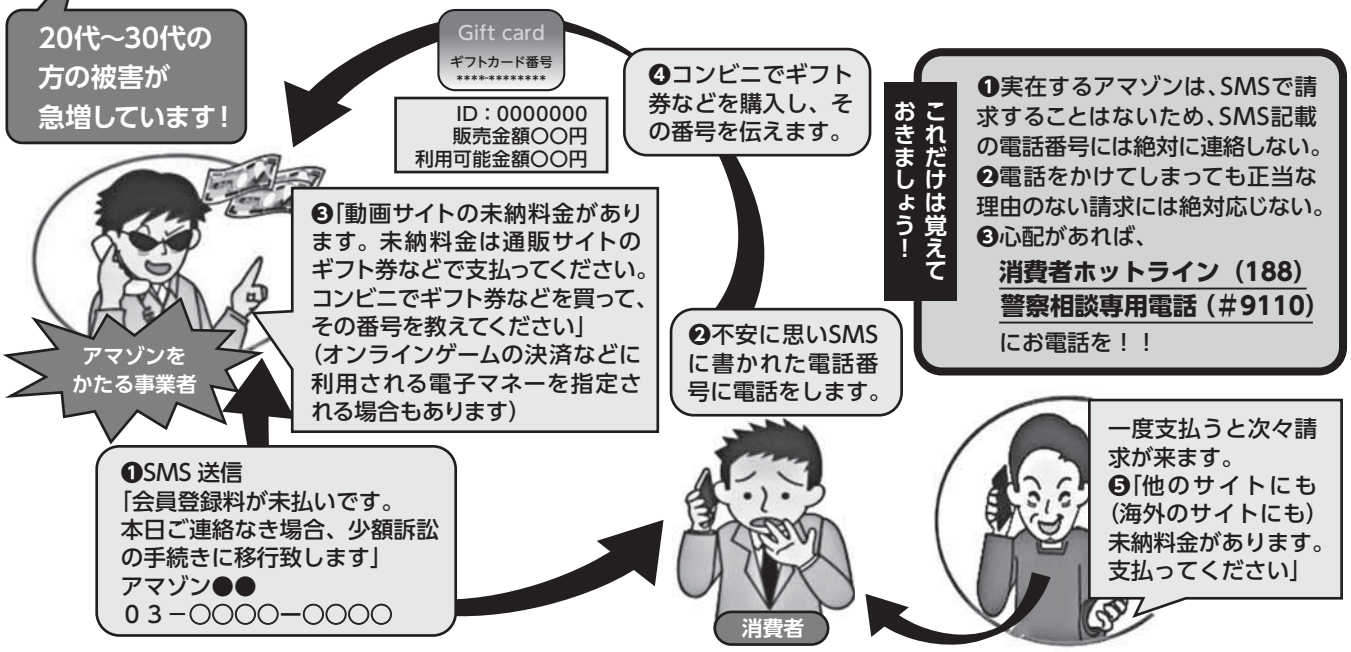 20代～30代の
方の被害が
急増しています！
Gift card
ギフトカード番号
****-********
ID：0000000
販売金額〇〇円
利用可能金額〇〇円
❹コンビニでギフト
券などを購入し、そ
の番号を伝えます。
これだけは覚えて
おきましょう！
❶実在するアマゾンは、SMSで請
求することはないため、SMS記載
の電話番号には絶対に連絡しない。
❷電話をかけてしまっても正当な
理由のない請求には絶対応じない。
❸心配があれば、
消費者ホットライン（188）
警察相談専用電話（＃9110）
にお電話を！！
❸「動画サイトの未納料金があり
ます。未納料金は通販サイトの
ギフト券などで支払ってください。
コンビニでギフト券などを買って、
その番号を教えてください」
（オンラインゲームの決済などに
利用される電子マネーを指定さ
れる場合もあります）
アマゾンを
かたる事業者
❷不安に思いSMS
に書かれた電話番
号に電話をします。
❶SMS 送信
「会員登録料が未払いです。
本日ご連絡なき場合、少額訴訟
の手続きに移行致します」
アマゾン●●
０３－〇〇〇〇ー〇〇〇〇
消費者
一度支払うと次々請
求が来ます。
❺「他のサイトにも
（海外のサイトにも）
未納料金があります。
支払ってください」